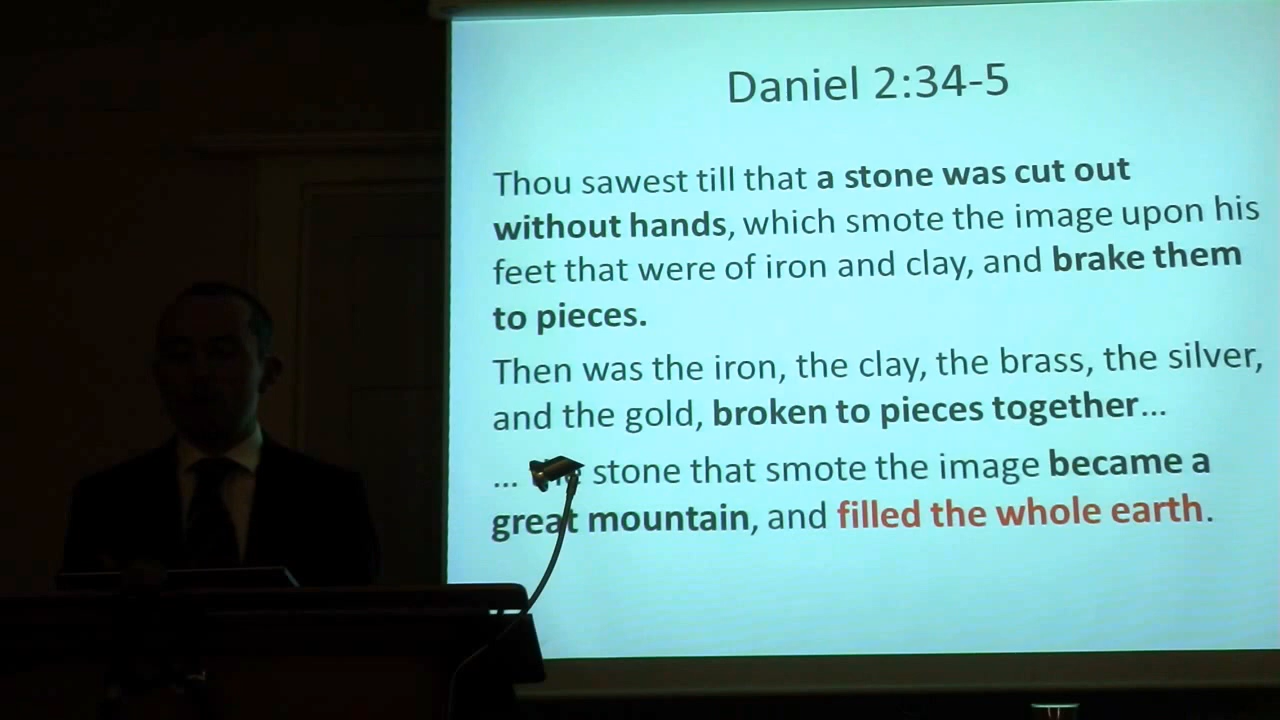 Daniel 2:34-5
Thou sawest till that a stone was cut out
without hands, which smote the image upon his
feet that were of iron and clay, and brake them
to pieces.
Then was the iron, the clay, the brass, the silver,
and the gold, broken to pieces together…
… stone that smote the image became a
great mountain, and filled the whole earth.